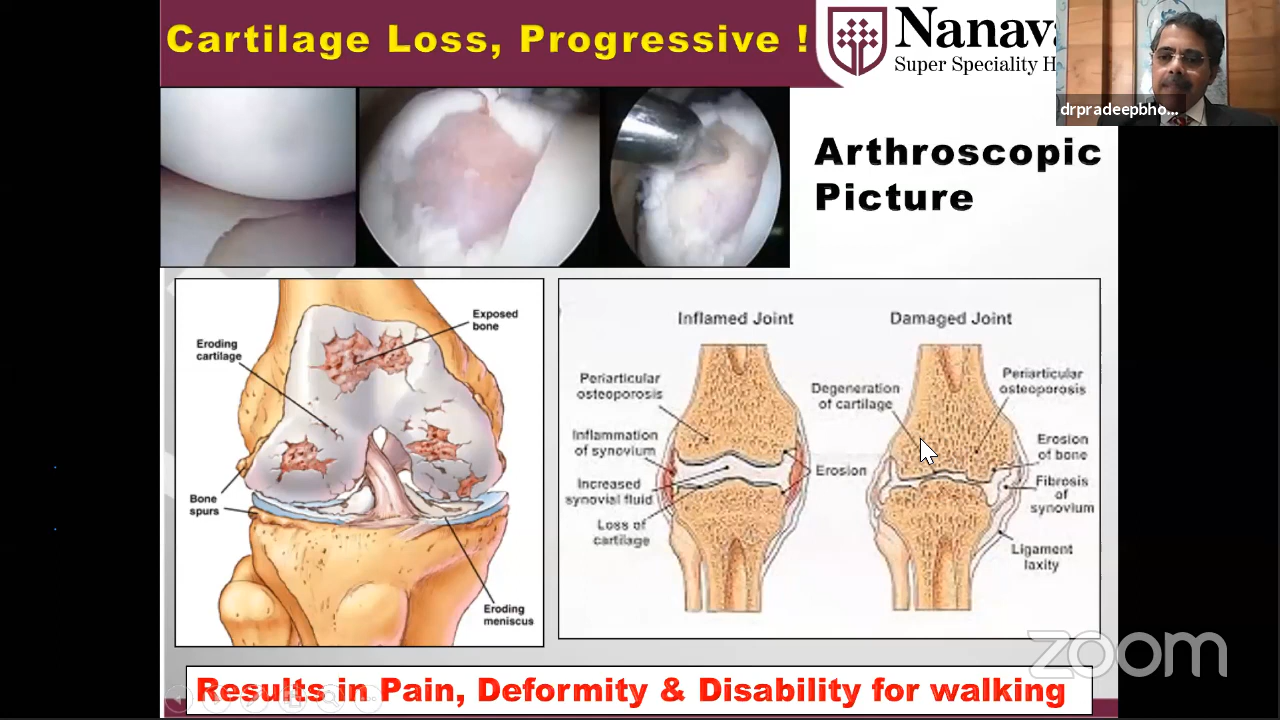 Cartilage Loss, Progressive !
Super Speciality
drpradeepbho...
Arthroscopic
Picture
Exposed
bone
Eroding
cartilage
Bone
spurs
Eroding
meniscus
Inflamed Joint
Damaged Joint
Periarticular
osteoporosis
Inflammation
of synovium
Increased
synovial fluid
Loss of
cartilage
Erosion
Degeneration
of cartilage
Periarticular
osteoporosis
Erosion
of bone
Fibrosis
of
synovium
Ligament
laxity
zoom
Results in Pain, Deformity & Disability for walking